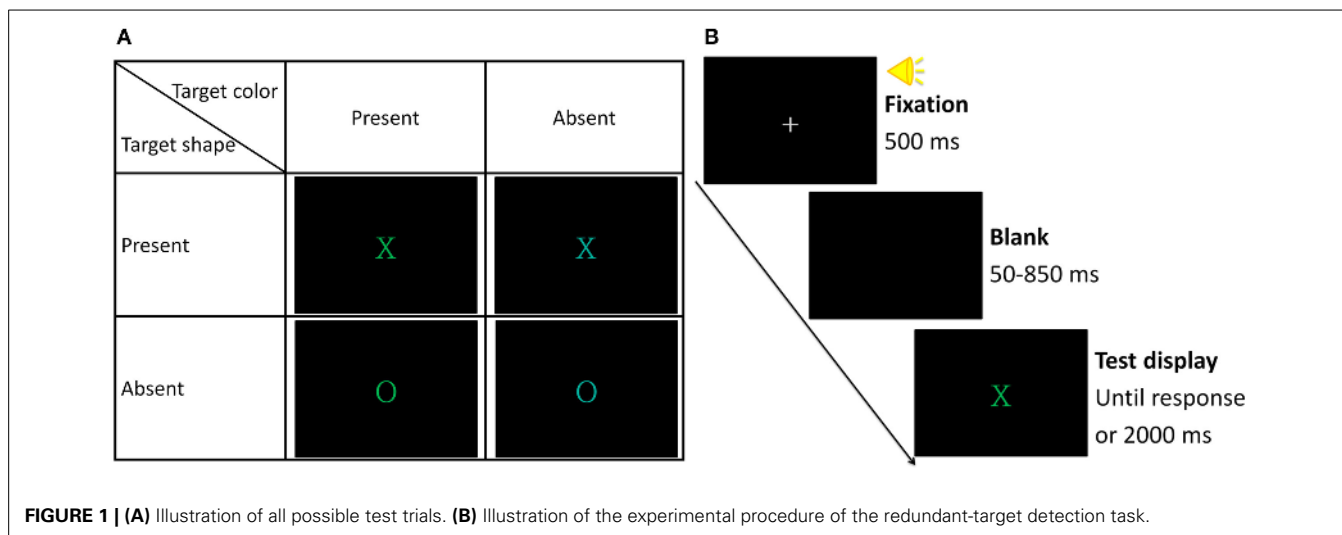 A
Target color
Target shape
Present
Absent
Present
X
X
Absent
O
O
B
+
Fixation
500 ms
Blank
50-850 ms
X
Test display
Until response
or 2000 ms
FIGURE 1 | (A) Illustration of all possible test trials. (B) Illustration of the experimental procedure of the redundant-target detection task.